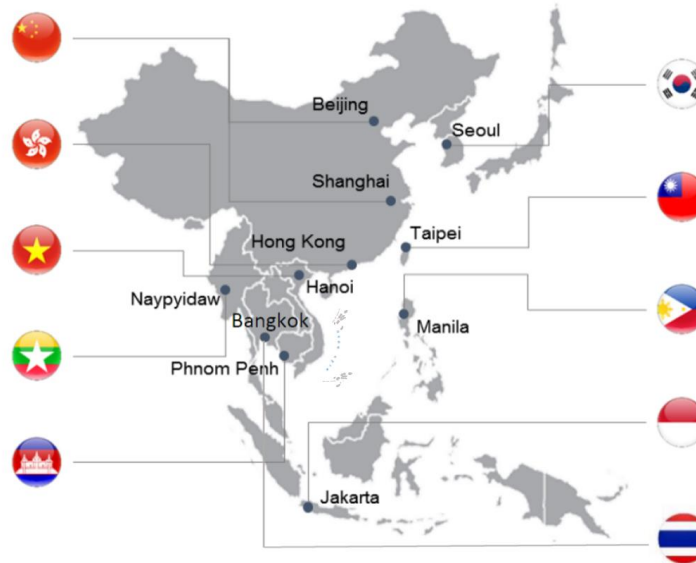 Beijing
Seoul
Shanghai
Taipei
Hong Kong
Hanoi
Naypyidaw
Bangkok
Manila
Phnom Penh
Jakarta